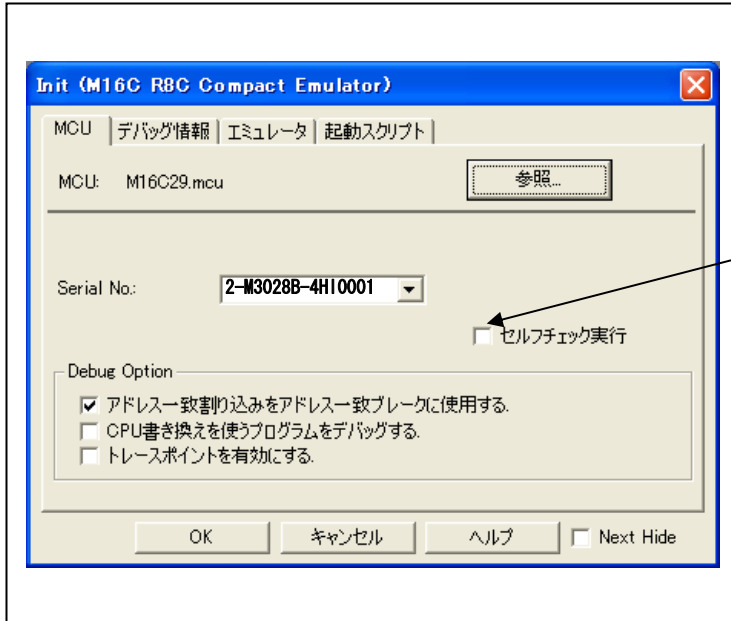 Init (M16C R8C Compact Emulator)
MCU デバッグ情報 エミュレータ 起動スクリプト
MCU: M16C29.mcu 参照...
Serial No.: 2-M3028B-4HI0001
セルフチェック実行
Debug Option
アドレス一致割り込みをアドレス一致ブレークに使用する.
CPU書き換えを使うプログラムをデバッグする.
トレースポイントを有効にする.
OK キャンセル ヘルプ Next Hide